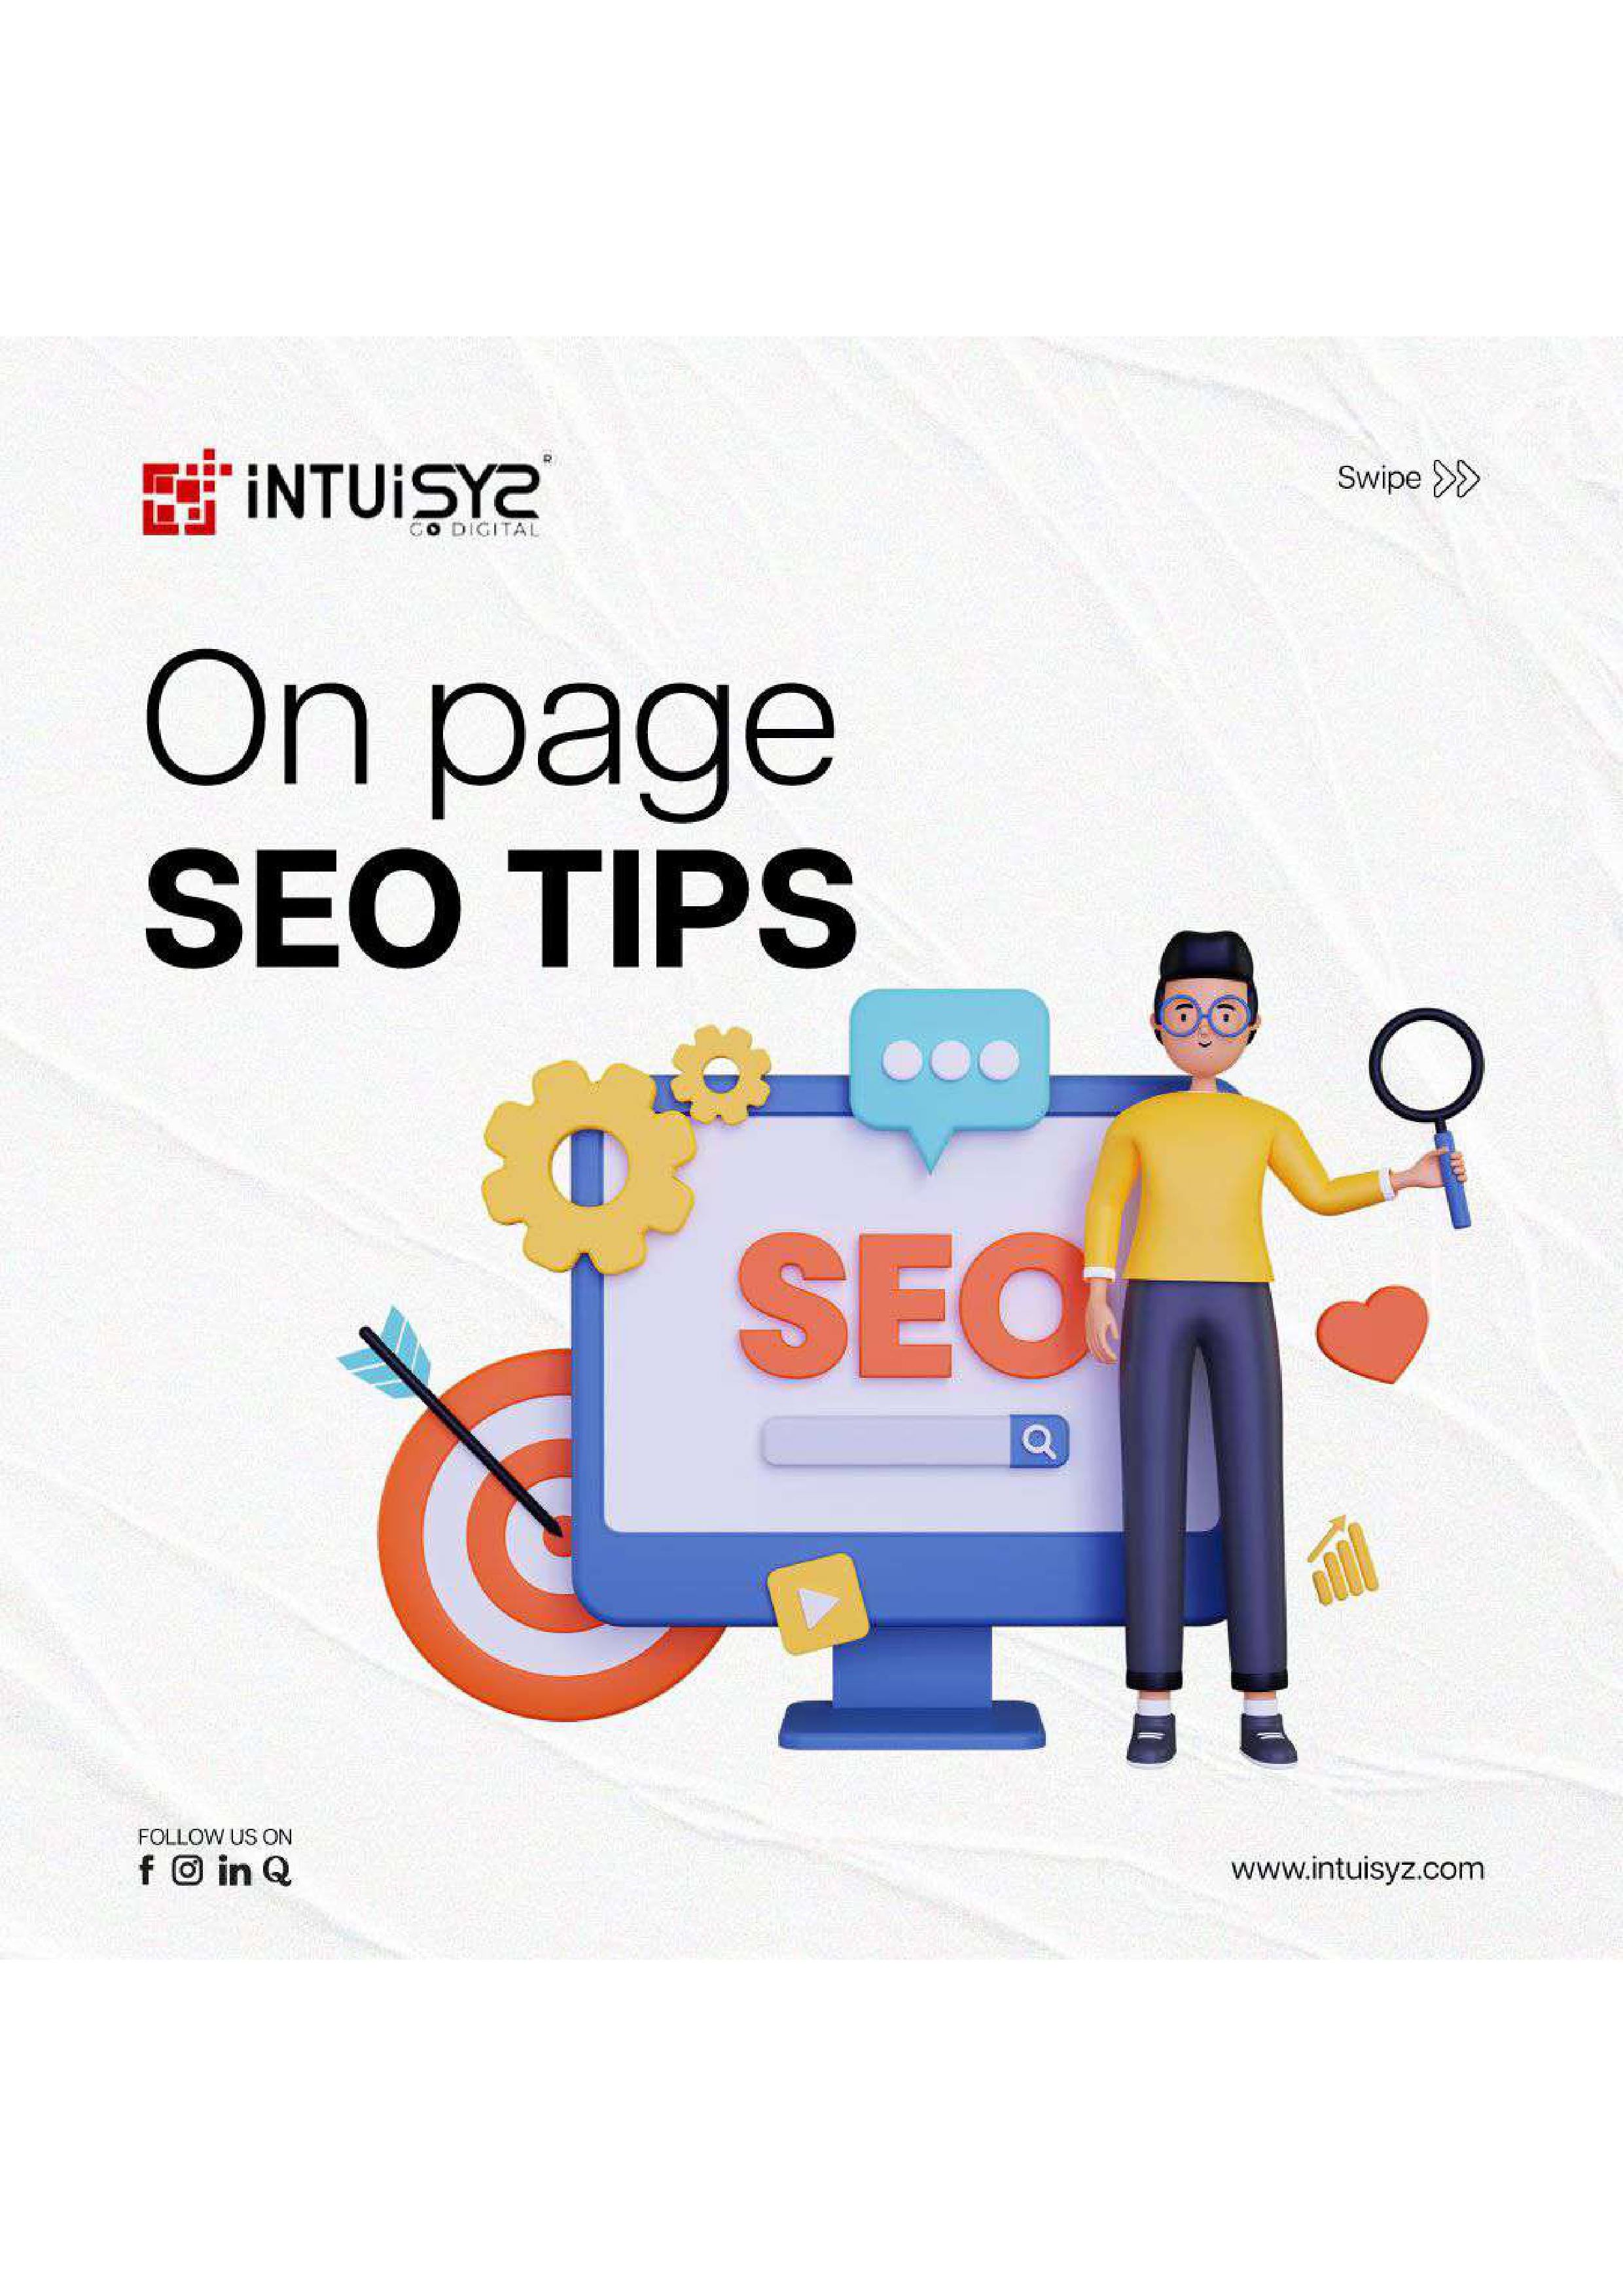 iNTUiSYZ®
GO DIGITAL
Swipe
On page
SEO TIPS
SEO
FOLLOW US ON
www.intuisyz.com